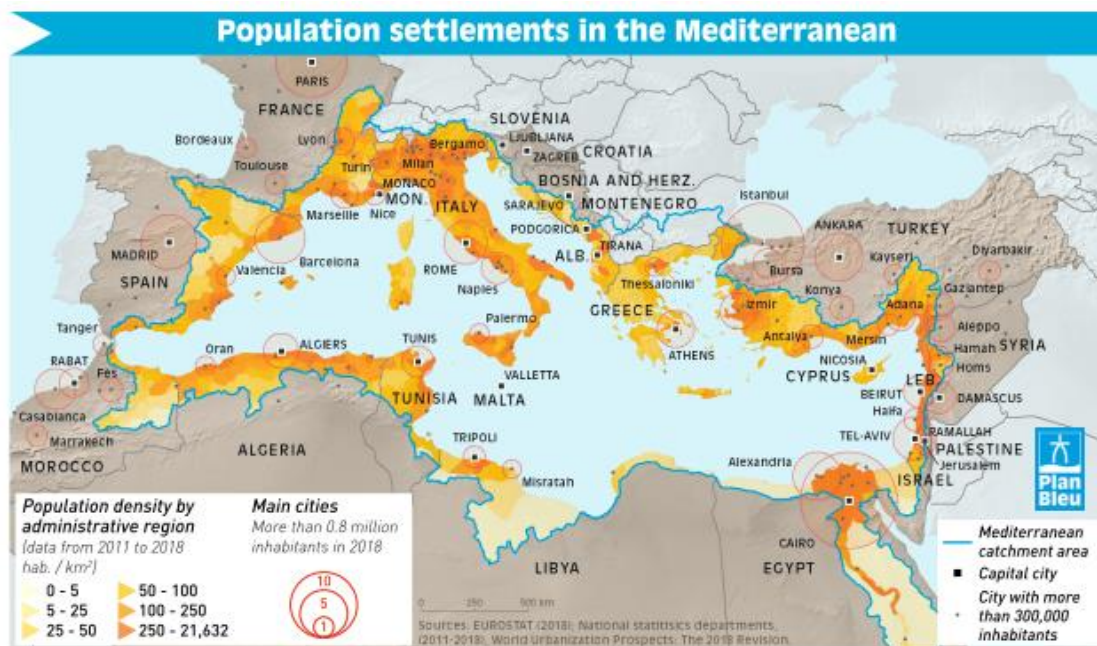 Population settlements in the Mediterranean
PARIS
FRANCE
SLOVENIA
LJUBLJANA
Bordeaux
Lyon
Bergamo
ZAGREB
CROATIA
Toulouse
Turin
Milan
BOSNIA AND HERZ.
MONACO
MON.
ITALY
SARAJEVO
MONTENEGRO
Istanbul
ANKARA
TURKEY
Marseille
Nice
PODGORICA
MADRID
ROME
ALB.
TIRANA
Diyarbakir
SPAIN
Valencia
Barcelona
Naples
Thessaloniki
Bursa
Kayseri
Konya
Gaziantep
GREECE
Izmir
Adana
Tanger
Palermo
Antalya
Mersin
Aleppo
RABAT
Oran
ALGIERS
TUNIS
ATHENS
NICOSIA
Hamah
SYRIA
Fes
VALLETTA
CYPRUS
LEB.
Homs
Casablanca
TUNISIA
MALTA
BEIRUT
DAMASCUS
Haifa
Marrakech
ALGERIA
TRIPOLI
TEL-AVIV
RAMALLAH
MOROCCO
Alexandria
PALESTINE
Jerusalem
Misratah
ISRAEL
Plan
Bleu
CAIRO
LIBYA
EGYPT
Population density by
administrative region
(data from 2011 to 2018
hab. / km²)
0 - 5
5 - 25
25 - 50
50 - 100
100 - 250
250 - 21,632
Main cities
More than 0.8 million
inhabitants in 2018
10
5
1
0 250 500 km
Sources: EUROSTAT (2018); National statitsics departments,
(2011-2018), World Urbanization Prospects: The 2018 Revision.
Mediterranean
catchment area
Capital city
City with more
than 300,000
inhabitants